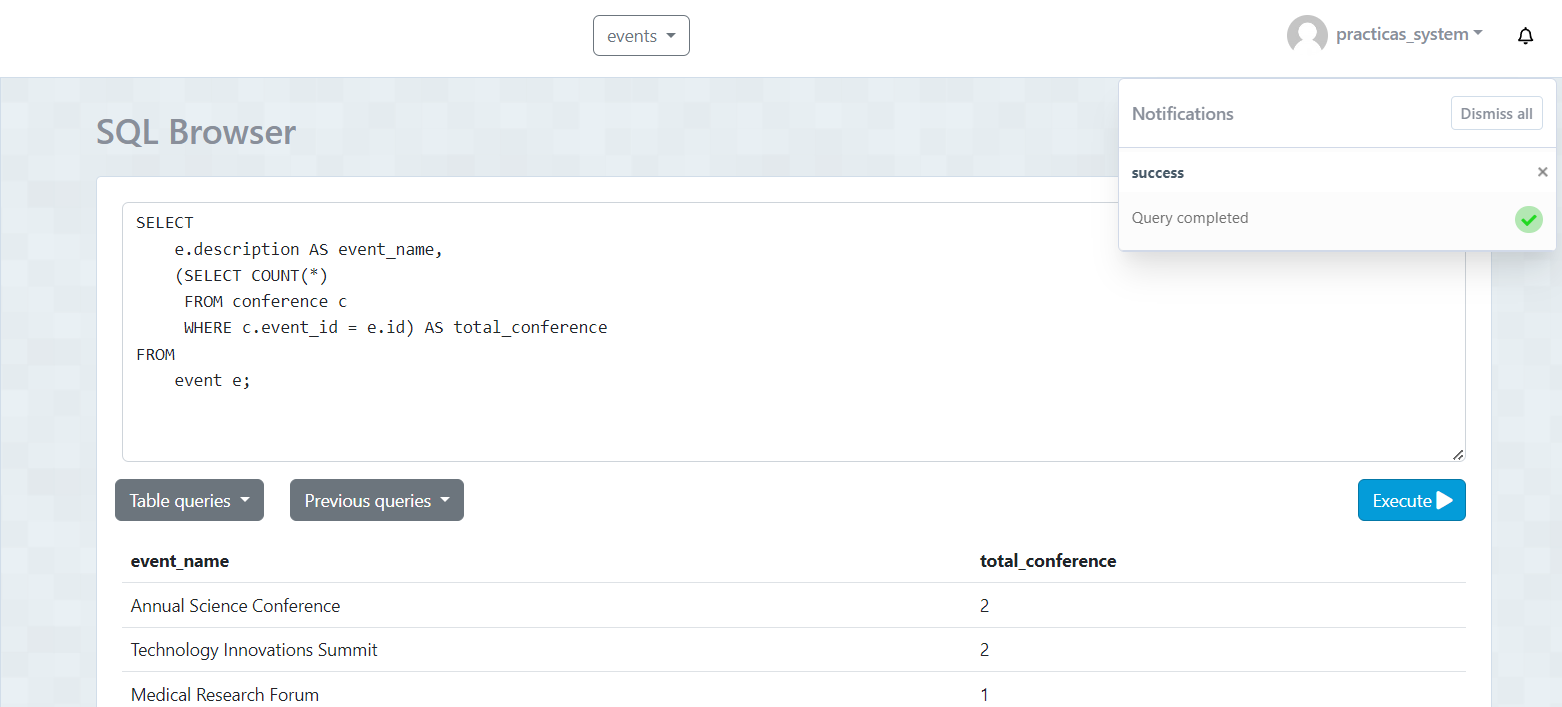 events
practicas_system
SQL Browser
Notifications
Dismiss all
success
×
Query completed
SELECT
    e.description AS event_name,
    (SELECT COUNT(*)
     FROM conference c
     WHERE c.event_id = e.id) AS total_conference
FROM
    event e;
Table queries
Previous queries
Execute
event_name total_conference
Annual Science Conference 2
Technology Innovations Summit 2
Medical Research Forum 1